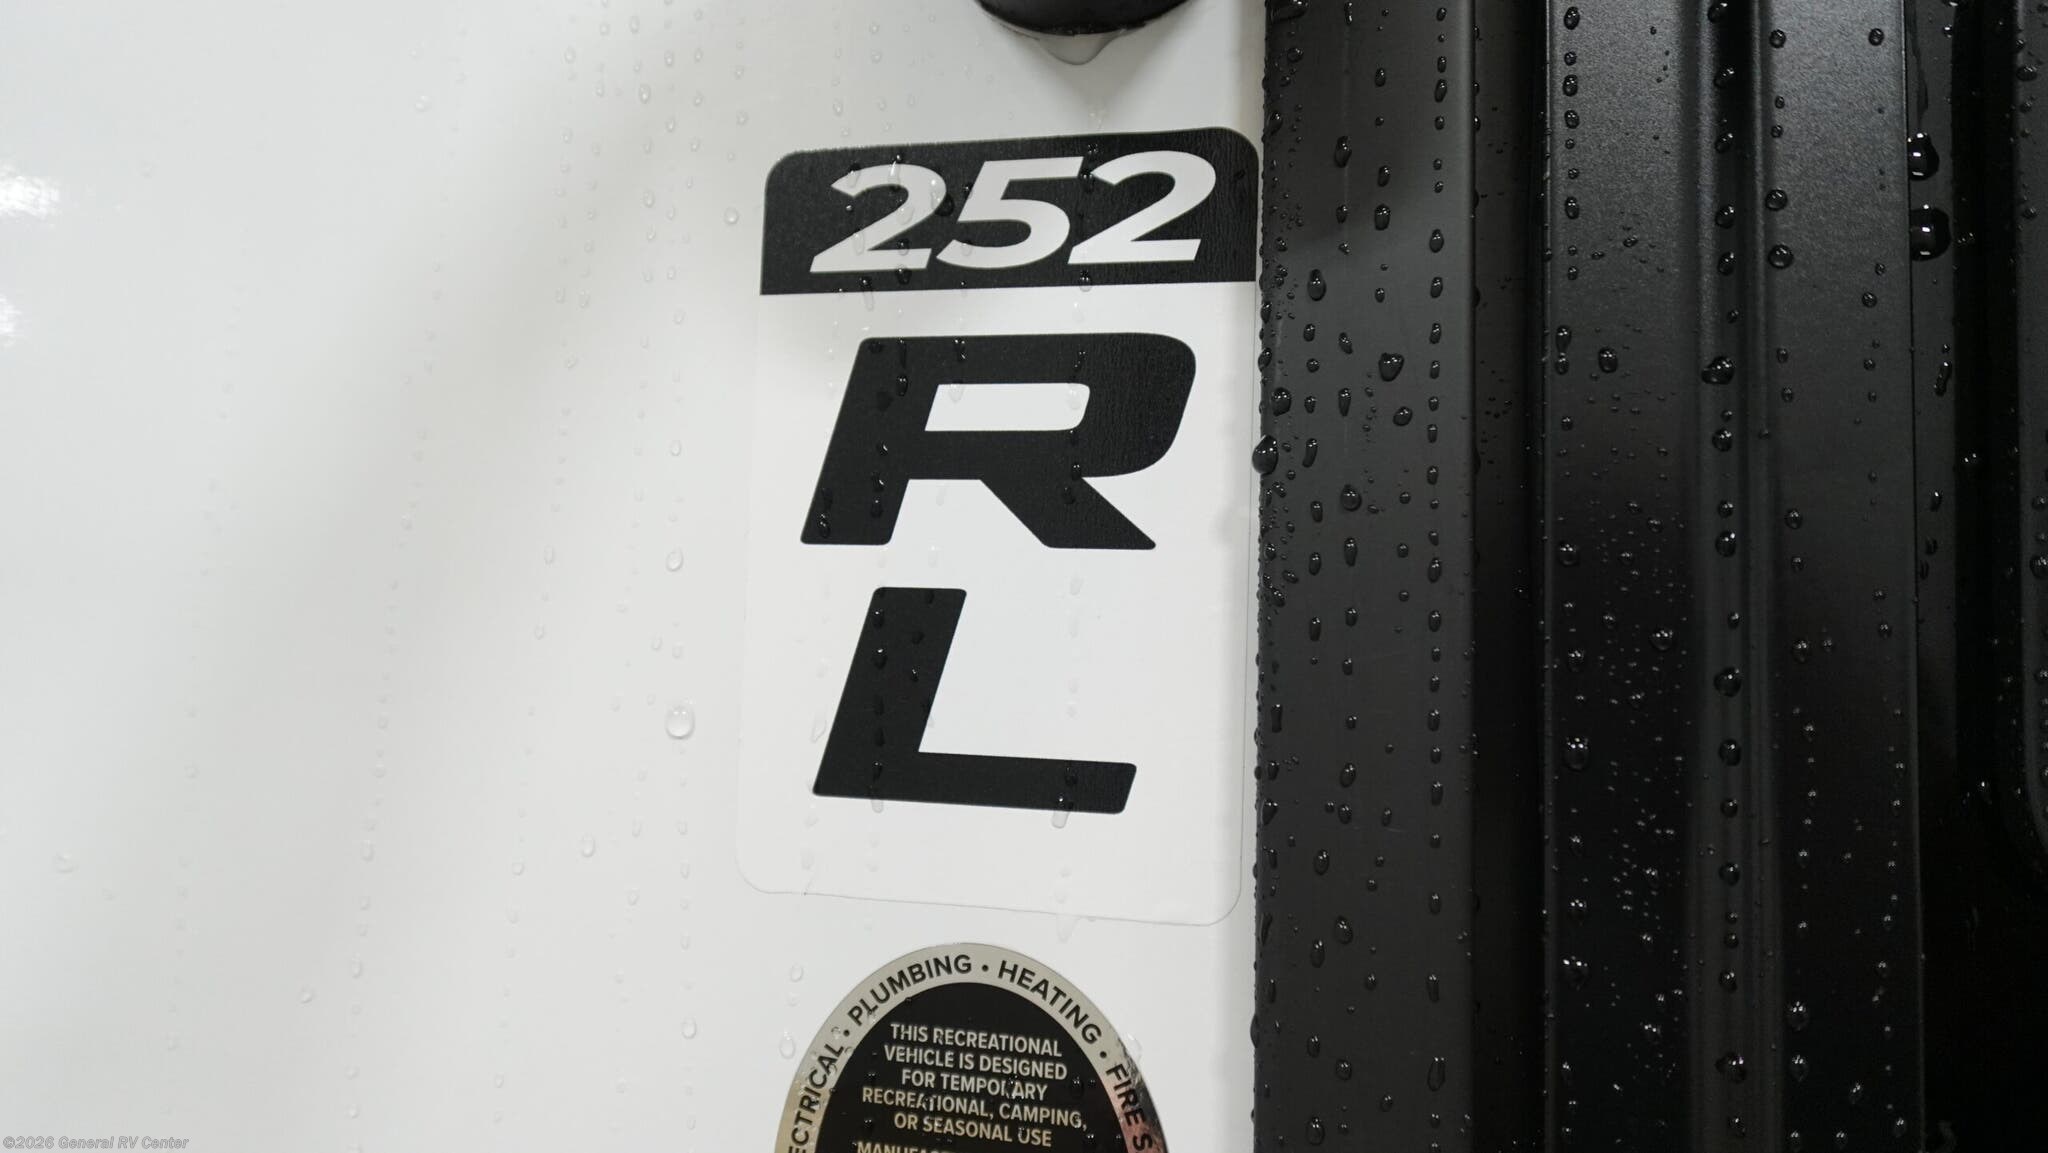 252
R
L
PLUMBING • HEATING • FIRE S
THIS RECREATIONAL
VEHICLE IS DESIGNED
FOR TEMPORARY
RECREATIONAL, CAMPING,
OR SEASONAL USE
©2026 General RV Center